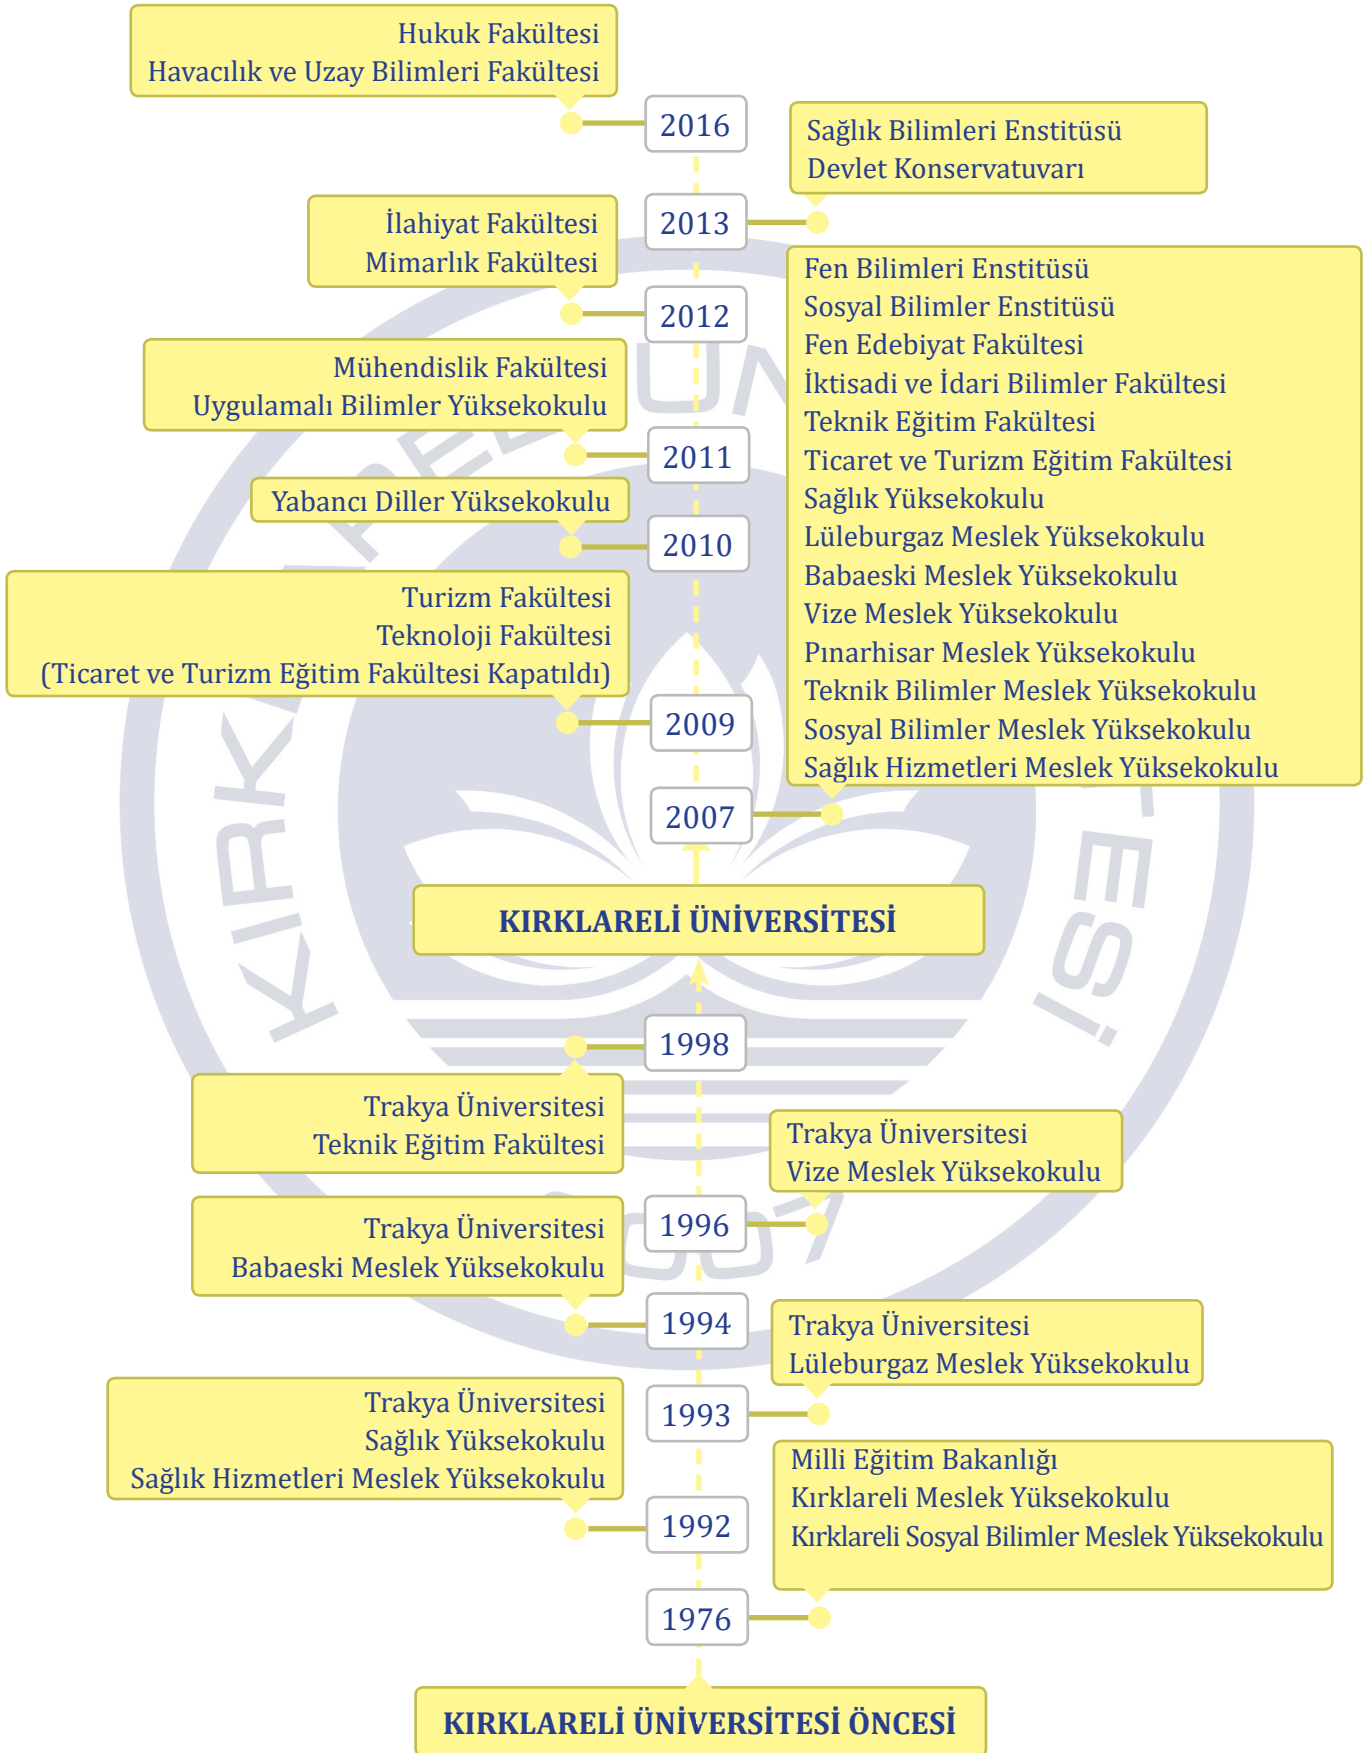 Hukuk Fakültesi
Havacılık ve Uzay Bilimleri Fakültesi
2016
Sağlık Bilimleri Enstitüsü
Devlet Konservatuvarı
2013
İlahiyat Fakültesi
Mimarlık Fakültesi
2012
Fen Bilimleri Enstitüsü
Sosyal Bilimler Enstitüsü
Fen Edebiyat Fakültesi
İktisadi ve İdari Bilimler Fakültesi
Teknik Eğitim Fakültesi
Ticaret ve Turizm Eğitim Fakültesi
Sağlık Yüksekokulu
Lüleburgaz Meslek Yüksekokulu
Babaeski Meslek Yüksekokulu
Vize Meslek Yüksekokulu
Pınarhisar Meslek Yüksekokulu
Teknik Bilimler Meslek Yüksekokulu
Sosyal Bilimler Meslek Yüksekokulu
Sağlık Hizmetleri Meslek Yüksekokulu
Mühendislik Fakültesi
Uygulamalı Bilimler Yüksekokulu
2011
Yabancı Diller Yüksekokulu
2010
Turizm Fakültesi
Teknoloji Fakültesi
(Ticaret ve Turizm Eğitim Fakültesi Kapatıldı)
2009
2007
KIRKLARELİ ÜNİVERSİTESİ
1998
Trakya Üniversitesi
Teknik Eğitim Fakültesi
Trakya Üniversitesi
Vize Meslek Yüksekokulu
1996
Trakya Üniversitesi
Babaeski Meslek Yüksekokulu
1994
Trakya Üniversitesi
Lüleburgaz Meslek Yüksekokulu
1993
Trakya Üniversitesi
Sağlık Yüksekokulu
Sağlık Hizmetleri Meslek Yüksekokulu
1992
Milli Eğitim Bakanlığı
Kırklareli Meslek Yüksekokulu
Kırklareli Sosyal Bilimler Meslek Yüksekokulu
1976
KIRKLARELİ ÜNİVERSİTESİ ÖNCESİ